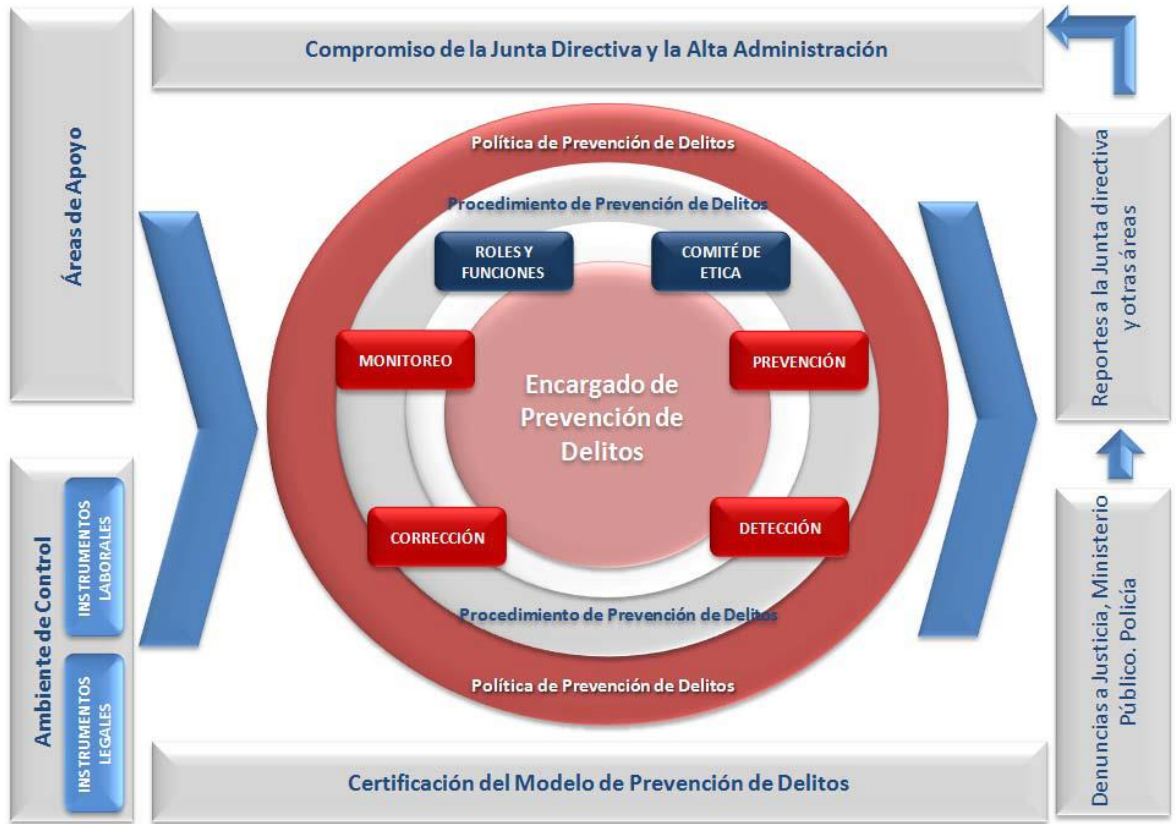 Compromiso de la Junta Directiva y la Alta Administración
Áreas de Apoyo
Ambiente de Control
INSTRUMENTOS
LABORALES
INSTRUMENTOS
LEGALES
Política de Prevención de Delitos
Procedimiento de Prevención de Delitos
ROLES Y
FUNCIONES
COMITÉ DE
ETICA
MONITOREO
PREVENCIÓN
Encargado de
Prevención de
Delitos
CORRECCIÓN
DETECCIÓN
Procedimiento de Prevención de Delitos
Política de Prevención de Delitos
Reportes a la Junta directiva
y otras áreas
Denuncias a Justicia, Ministerio
Público. Policía
Certificación del Modelo de Prevención de Delitos